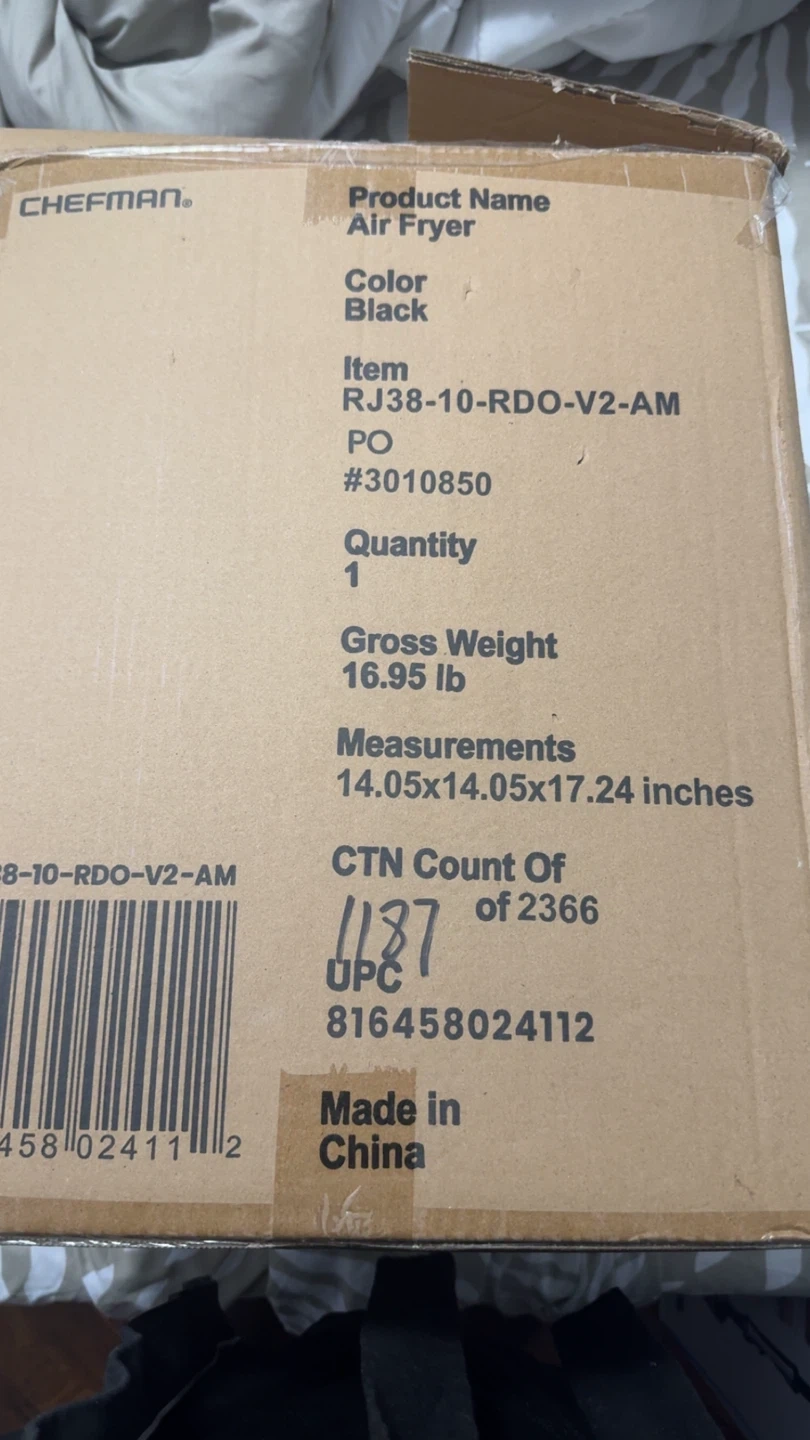 CHEFMAN®
Product Name
Air Fryer
Color
Black
Item
RJ38-10-RDO-V2-AM
PO
#3010850
Quantity
1
Gross Weight
16.95 lb
Measurements
14.05x14.05x17.24 inches
CTN Count Of
1187 of 2366
UPC
816458024112
Made in
China
8-10-RDO-V2-AM
458 02411 2